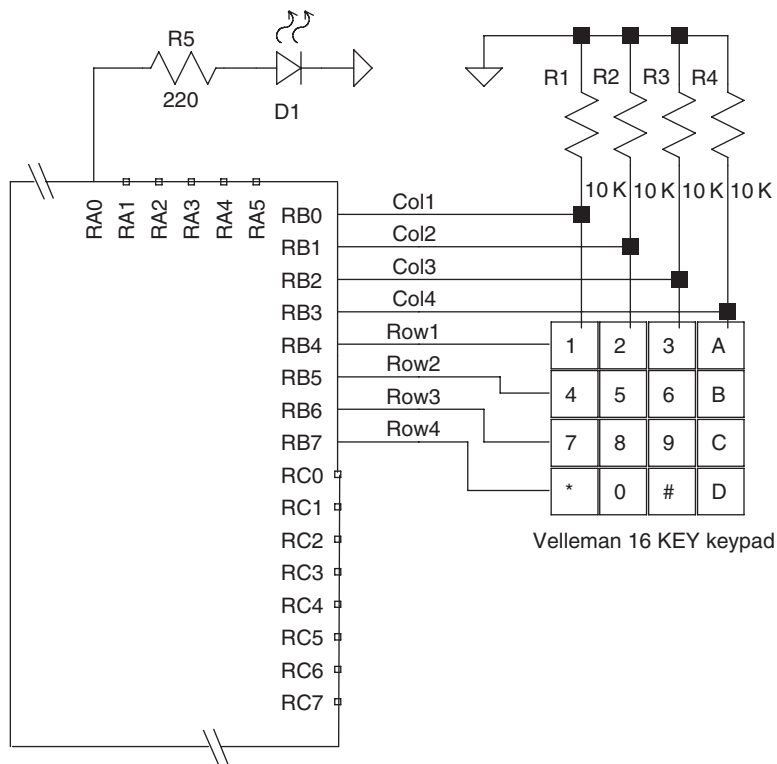 R5
220
D1
R1 R2 R3 R4
10 K 10 K 10 K 10 K
RA0 RA1 RA2 RA3 RA4 RA5
RB0 Col1
RB1 Col2
RB2 Col3
RB3 Col4
RB4 Row1
RB5 Row2
RB6 Row3
RB7 Row4
RC0
RC1
RC2
RC3
RC4
RC5
RC6
RC7
1 2 3 A
4 5 6 B
7 8 9 C
* 0 # D
Velleman 16 KEY keypad